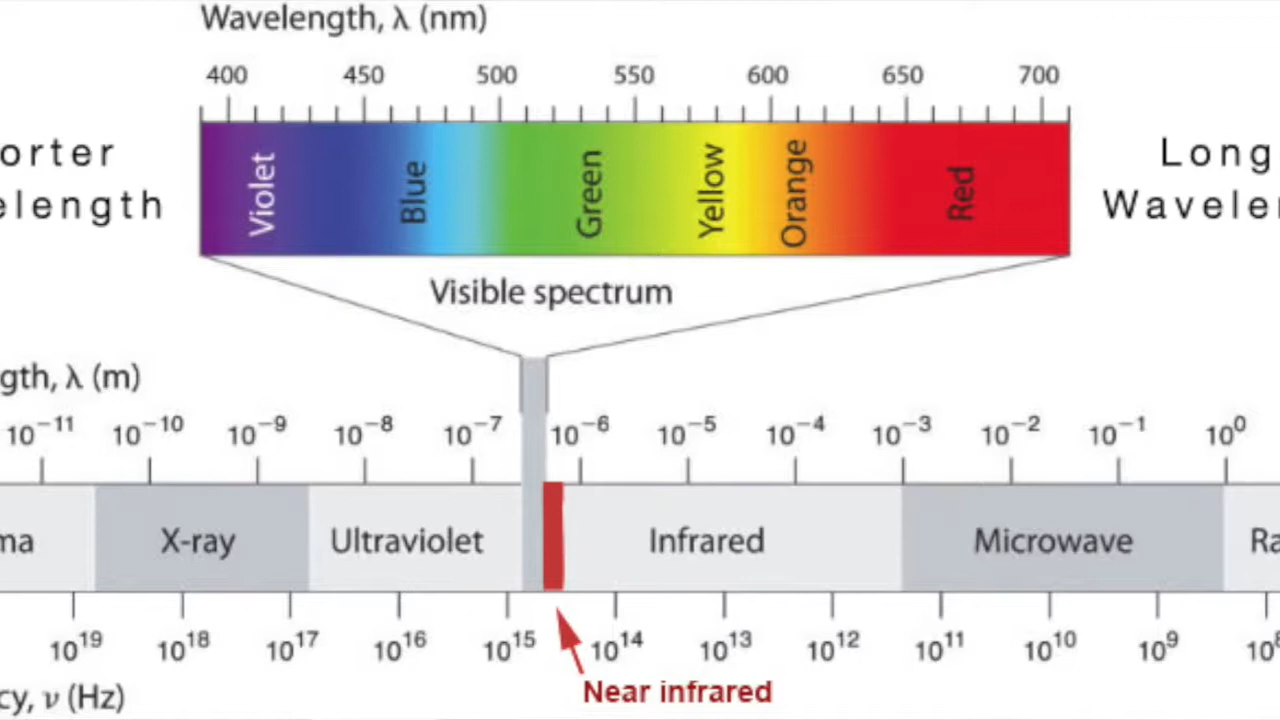 Wavelength, λ (nm)
400 450 500 550 600 650 700
orter
elength
Violet Blue Green Yellow Orange Red
Long
Wavele
Visible spectrum
gth, λ (m)
10⁻¹¹ 10⁻¹⁰ 10⁻⁹ 10⁻⁸ 10⁻⁷ 10⁻⁶ 10⁻⁵ 10⁻⁴ 10⁻³ 10⁻² 10⁻¹ 10⁰
ma X-ray Ultraviolet Infrared Microwave Ra
10¹⁹ 10¹⁸ 10¹⁷ 10¹⁶ 10¹⁵ 10¹⁴ 10¹³ 10¹² 10¹¹ 10¹⁰ 10⁹ 10⁸
Near infrared
cy, ν (Hz)